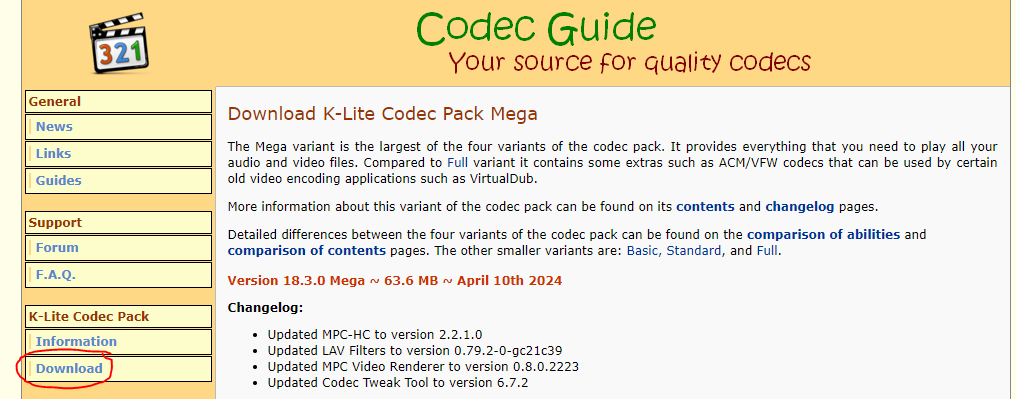 321
Codec Guide
Your source for quality codecs
General
News
Links
Guides
Support
Forum
F.A.Q.
K-Lite Codec Pack
Information
Download
Download K-Lite Codec Pack Mega
The Mega variant is the largest of the four variants of the codec pack. It provides everything that you need to play all your
audio and video files. Compared to Full variant it contains some extras such as ACM/VFW codecs that can be used by certain
old video encoding applications such as VirtualDub.
More information about this variant of the codec pack can be found on its contents and changelog pages.
Detailed differences between the four variants of the codec pack can be found on the comparison of abilities and
comparison of contents pages. The other smaller variants are: Basic, Standard, and Full.
Version 18.3.0 Mega ~ 63.6 MB ~ April 10th 2024
Changelog:
• Updated MPC-HC to version 2.2.1.0
• Updated LAV Filters to version 0.79.2-0-gc21c39
• Updated MPC Video Renderer to version 0.8.0.2223
• Updated Codec Tweak Tool to version 6.7.2